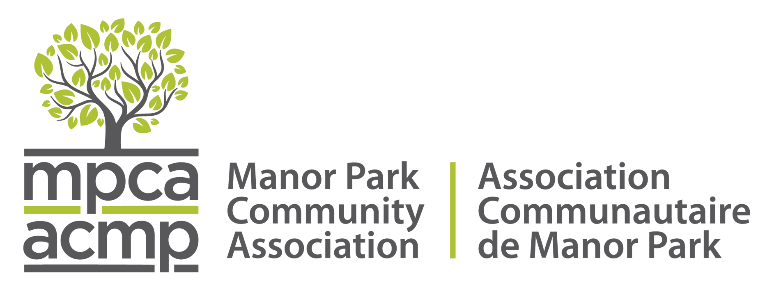 mpca
acmp
Manor Park
Community
Association
Association
Communautaire
de Manor Park